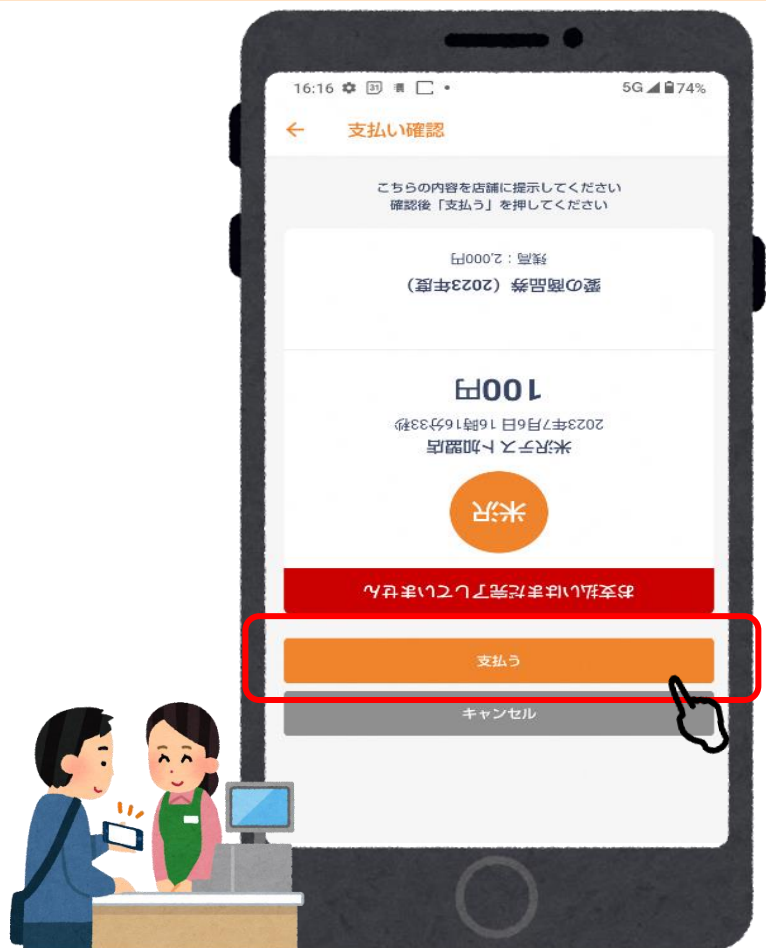 16:16 31 5G 74%
← 支払い確認
こちらの内容を店舗に提示してください
確認後「支払う」を押してください
残高：2,000円
愛の商品券（2023年度）
100円
2023年7月6日 16時16分33秒
米沢テスト加盟店
米沢
お支払いはまだ完了していません
支払う
キャンセル